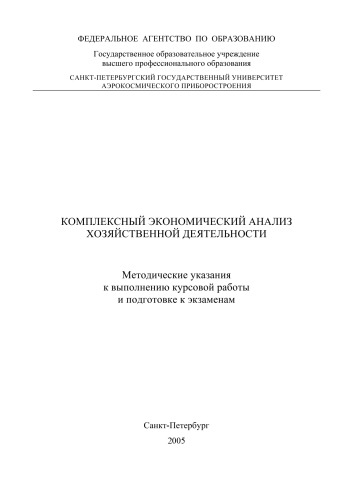 ФЕДЕРАЛЬНОЕ АГЕНТСТВО ПО ОБРАЗОВАНИЮ
Государственное образовательное учреждение
высшего профессионального образования
САНКТ-ПЕТЕРБУРГСКИЙ ГОСУДАРСТВЕННЫЙ УНИВЕРСИТЕТ
АЭРОКОСМИЧЕСКОГО ПРИБОРОСТРОЕНИЯ
КОМПЛЕКСНЫЙ ЭКОНОМИЧЕСКИЙ АНАЛИЗ
ХОЗЯЙСТВЕННОЙ ДЕЯТЕЛЬНОСТИ
Методические указания
к выполнению курсовой работы
и подготовке к экзаменам
Санкт-Петербург
2005